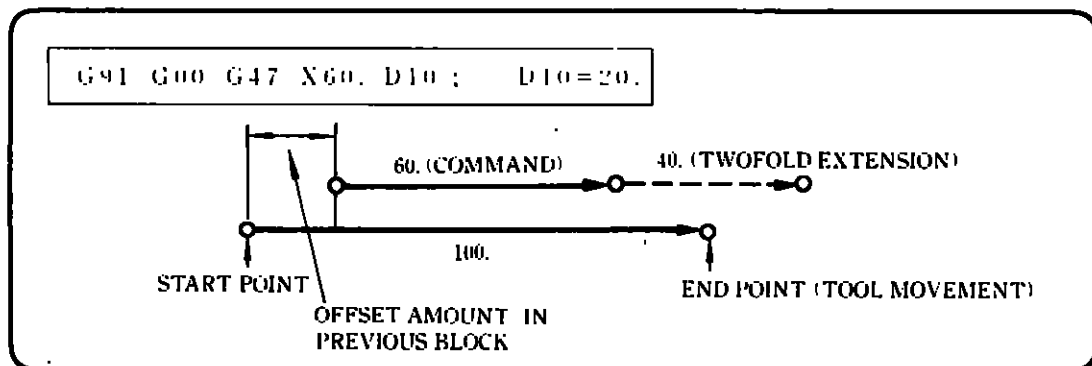 G91 G00 G47 X60. D10 ; D10=20.
60. (COMMAND)
40. (TWOFOLD EXTENSION)
100.
START POINT
END POINT (TOOL MOVEMENT)
OFFSET AMOUNT IN
PREVIOUS BLOCK